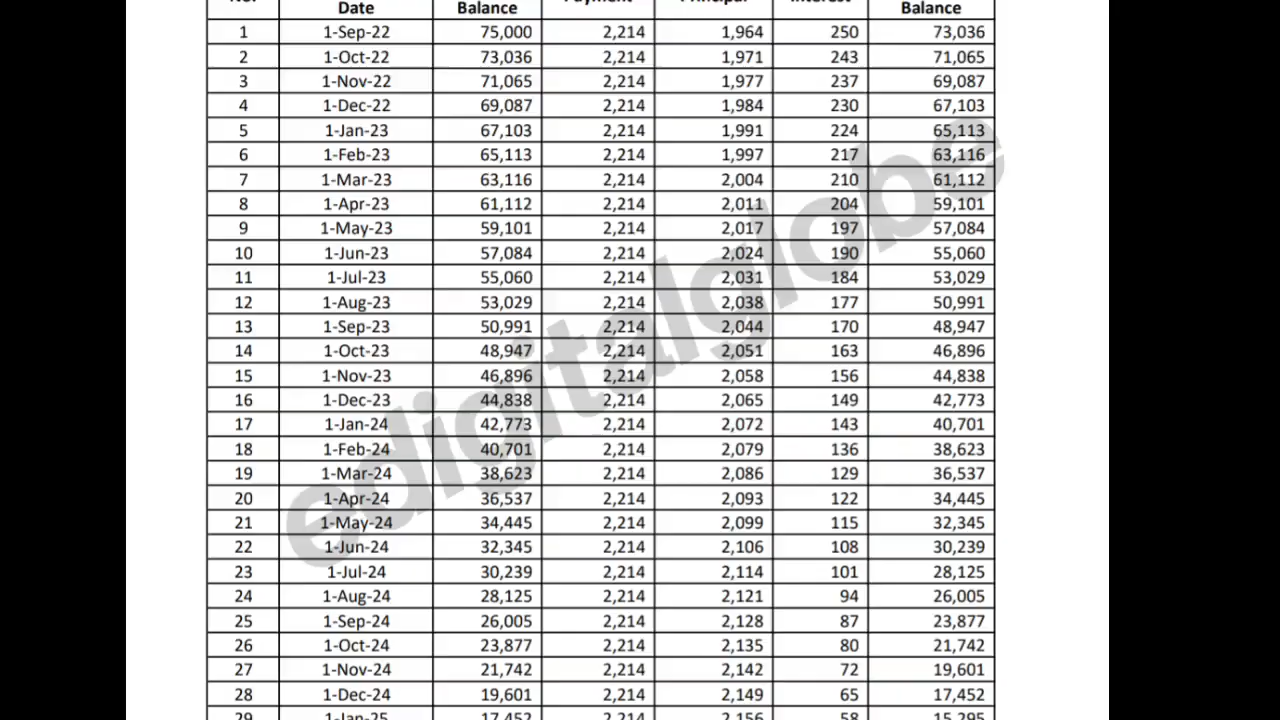 No. Date Balance Payment Principal Interest Balance
1 1-Sep-22 75,000 2,214 1,964 250 73,036
2 1-Oct-22 73,036 2,214 1,971 243 71,065
3 1-Nov-22 71,065 2,214 1,977 237 69,087
4 1-Dec-22 69,087 2,214 1,984 230 67,103
5 1-Jan-23 67,103 2,214 1,991 224 65,113
6 1-Feb-23 65,113 2,214 1,997 217 63,116
7 1-Mar-23 63,116 2,214 2,004 210 61,112
8 1-Apr-23 61,112 2,214 2,011 204 59,101
9 1-May-23 59,101 2,214 2,017 197 57,084
10 1-Jun-23 57,084 2,214 2,024 190 55,060
11 1-Jul-23 55,060 2,214 2,031 184 53,029
12 1-Aug-23 53,029 2,214 2,038 177 50,991
13 1-Sep-23 50,991 2,214 2,044 170 48,947
14 1-Oct-23 48,947 2,214 2,051 163 46,896
15 1-Nov-23 46,896 2,214 2,058 156 44,838
16 1-Dec-23 44,838 2,214 2,065 149 42,773
17 1-Jan-24 42,773 2,214 2,072 143 40,701
18 1-Feb-24 40,701 2,214 2,079 136 38,623
19 1-Mar-24 38,623 2,214 2,086 129 36,537
20 1-Apr-24 36,537 2,214 2,093 122 34,445
21 1-May-24 34,445 2,214 2,099 115 32,345
22 1-Jun-24 32,345 2,214 2,106 108 30,239
23 1-Jul-24 30,239 2,214 2,114 101 28,125
24 1-Aug-24 28,125 2,214 2,121 94 26,005
25 1-Sep-24 26,005 2,214 2,128 87 23,877
26 1-Oct-24 23,877 2,214 2,135 80 21,742
27 1-Nov-24 21,742 2,214 2,142 72 19,601
28 1-Dec-24 19,601 2,214 2,149 65 17,452
29 1-Jan-25 17,452 2,214 2,156 58 15,295
edigitalglobe